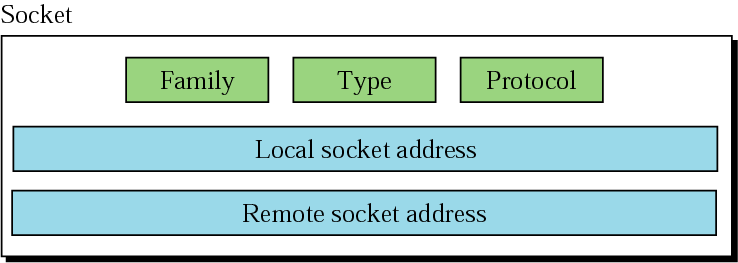 Socket
Family Type Protocol
Local socket address
Remote socket address